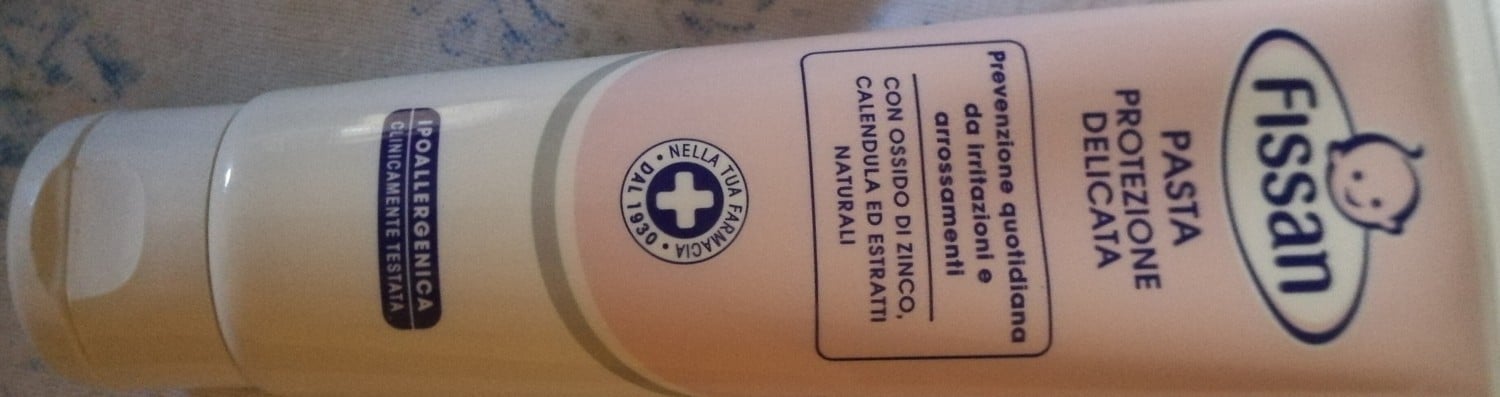 Fissan
PASTA
PROTEZIONE
DELICATA
Prevenzione quotidiana
da irritazioni e
arrossamenti
CON OSSIDO DI ZINCO,
CALENDULA ED ESTRATTI
NATURALI
NELLA TUA FARMACIA
DAL 1930
IPOALLERGENICA
CLINICAMENTE TESTATA